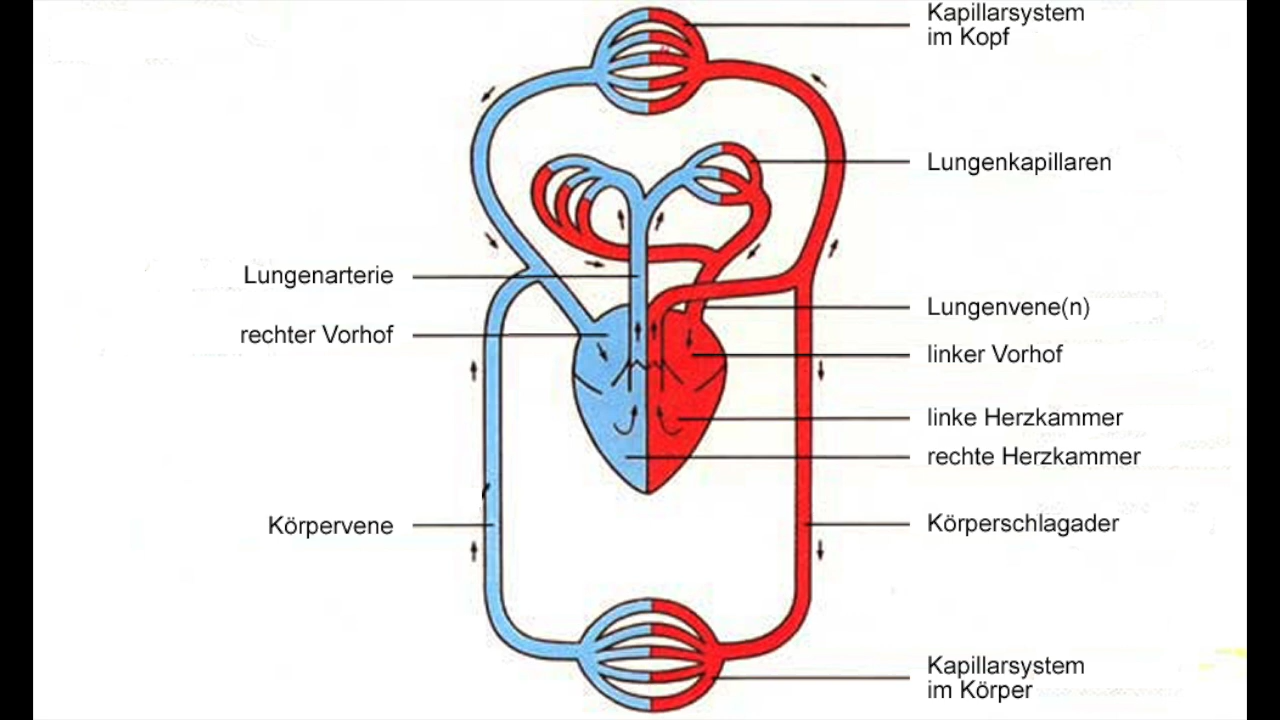 Kapillarsystem
im Kopf
Lungenkapillaren
Lungenarterie
Lungenvene(n)
rechter Vorhof
linker Vorhof
linke Herzkammer
rechte Herzkammer
Körpervene
Körperschlagader
Kapillarsystem
im Körper